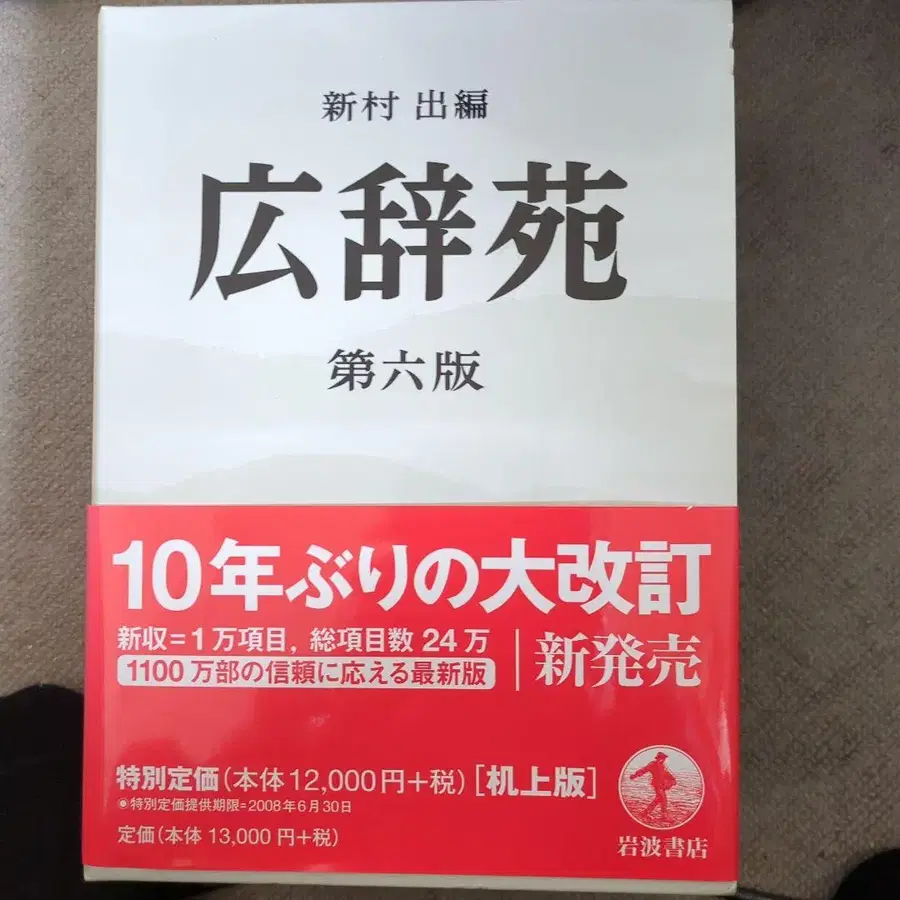 新村 出編
広辞苑
第六版
10年ぶりの大改訂
新収=1万項目, 総項目数 24万
1100万部の信頼に応える最新版
新発売
特別定価(本体12,000円+税)[机上版]
◉特別定価提供期限=2008年6月30日
定価(本体 13,000 円+税)
岩波書店